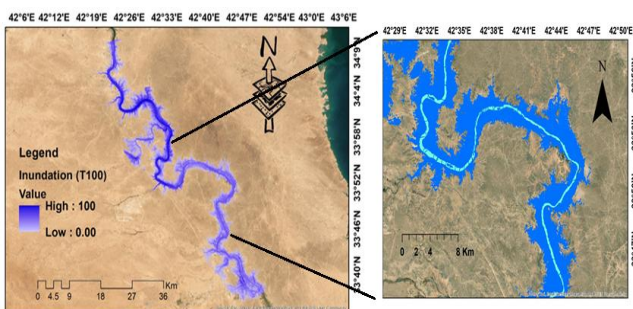 42°6'E 42°12'E 42°19'E 42°26'E 42°33'E 42°40'E 42°47'E 42°54'E 43°0'E 43°6'E
34°4'N
33°58'N
33°52'N
33°46'N
33°40'N
N
Legend
Inundation (T100)
Value
High : 100
Low : 0.00
Km
0 4.5 9 18 27 36
42°29'E 42°32'E 42°35'E 42°38'E 42°41'E 42°44'E 42°47'E 42°50'E
N
0 2 4 8 Km